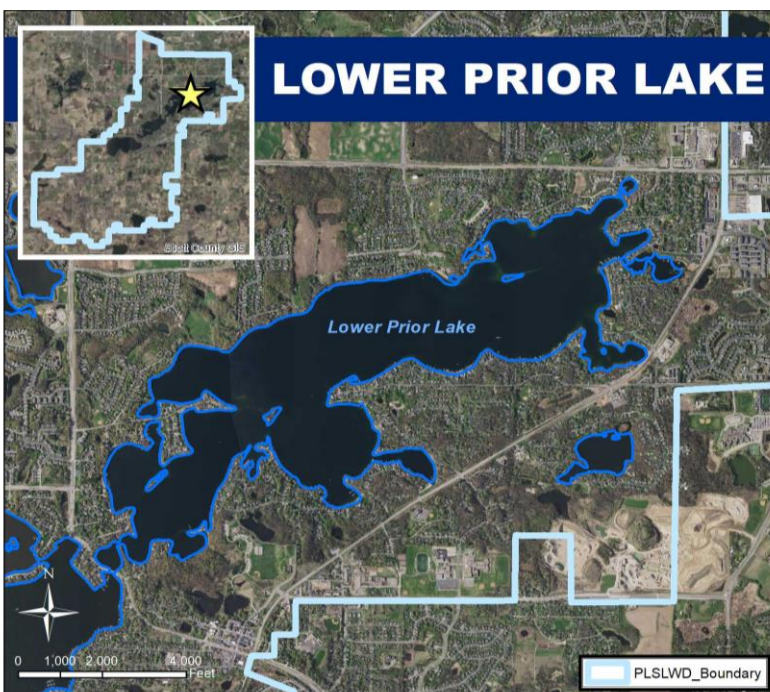 LOWER PRIOR LAKE
Scott County GIS
Lower Prior Lake
N
0 1,000 2,000 4,000
Feet
PLSLWD_Boundary